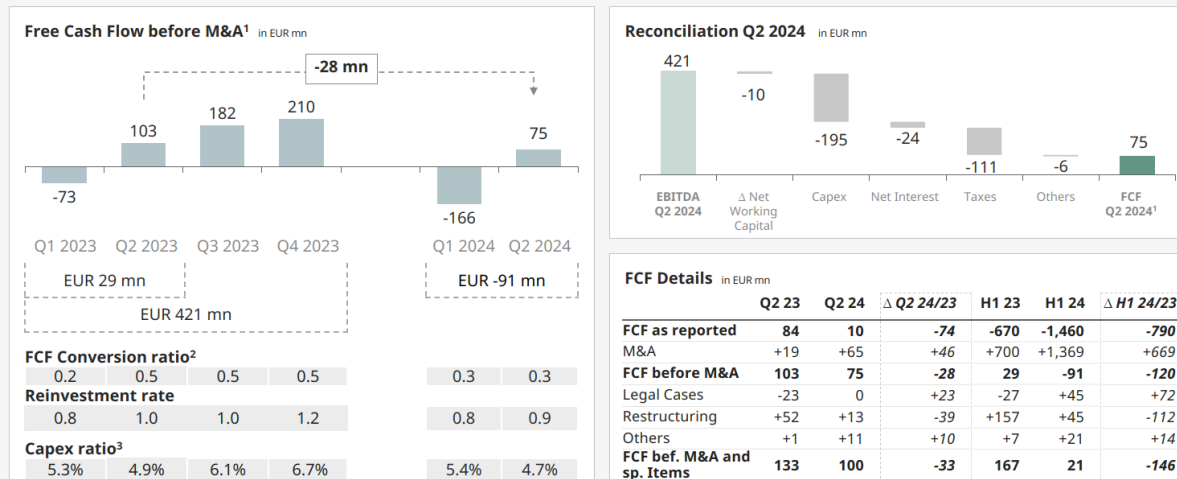 Free Cash Flow before M&A¹ in EUR mn
-28 mn
103 182 210 75
-73 -166
Q1 2023 Q2 2023 Q3 2023 Q4 2023 Q1 2024 Q2 2024
EUR 29 mn EUR -91 mn
EUR 421 mn
FCF Conversion ratio²
0.2 0.5 0.5 0.5 0.3 0.3
Reinvestment rate
0.8 1.0 1.0 1.2 0.8 0.9
Capex ratio³
5.3% 4.9% 6.1% 6.7% 5.4% 4.7%
Reconciliation Q2 2024 in EUR mn
421
-10
-195
-24
-111
-6
75
EBITDA
Q2 2024
Δ Net
Working
Capital
Capex
Net Interest
Taxes
Others
FCF
Q2 2024¹
FCF Details in EUR mn
Q2 23 Q2 24 Δ Q2 24/23 H1 23 H1 24 Δ H1 24/23
FCF as reported 84 10 -74 -670 -1,460 -790
M&A +19 +65 +46 +700 +1,369 +669
FCF before M&A 103 75 -28 29 -91 -120
Legal Cases -23 0 +23 -27 +45 +72
Restructuring +52 +13 -39 +157 +45 -112
Others +1 +11 +10 +7 +21 +14
FCF bef. M&A and
sp. Items 133 100 -33 167 21 -146